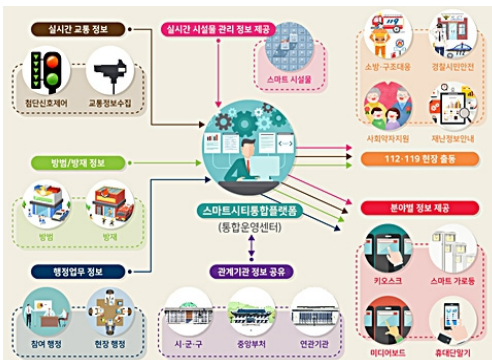 실시간 교통 정보
첨단신호제어
교통정보수집
실시간 시설물 관리 정보 제공
스마트 시설물
119
소방·구조대응
경찰시민안전
사회약자지원
재난정보안내
112·119 현장 출동
방범/방재 정보
방범
방재
스마트시티통합플랫폼
(통합운영센터)
분야별 정보 제공
키오스크
스마트 가로등
미디어보드
휴대단말기
행정업무 정보
참여 행정
현장 행정
관계기관 정보 공유
시·군·구
중앙부처
연관기관